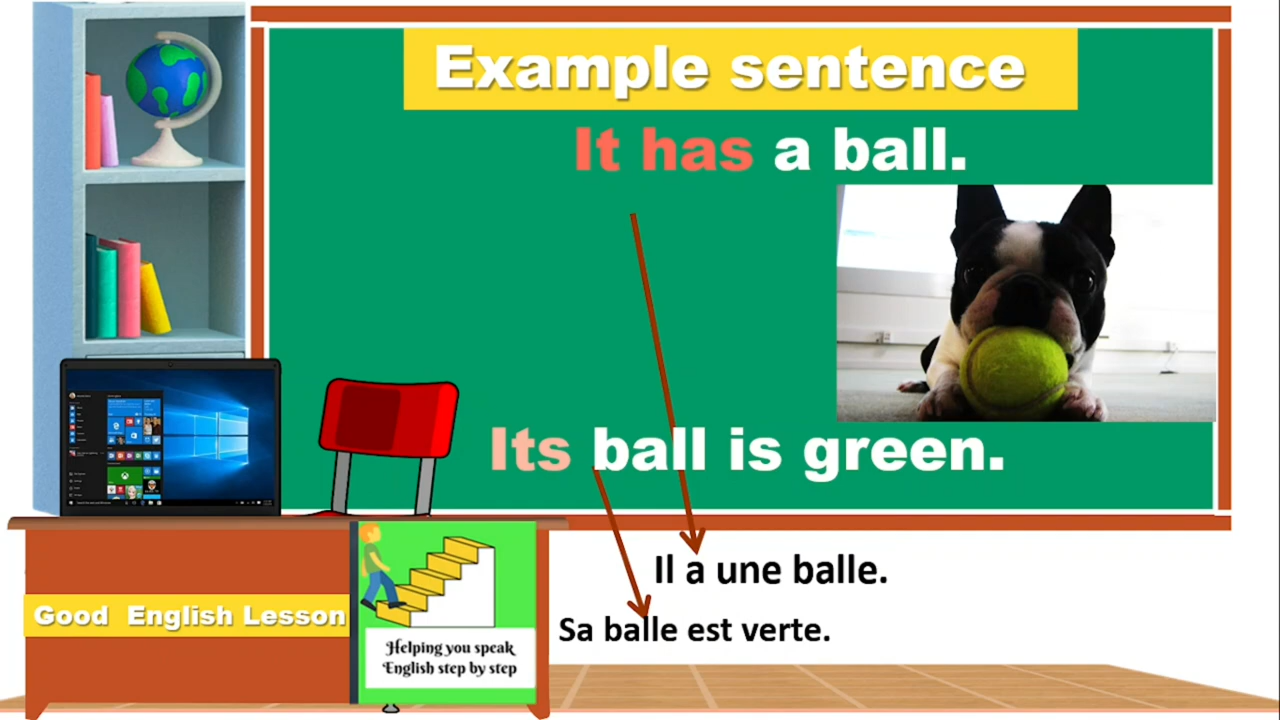 Example sentence
It has a ball.
Its ball is green.
Il a une balle.
Sa balle est verte.
Good English Lesson
Helping you speak
English step by step